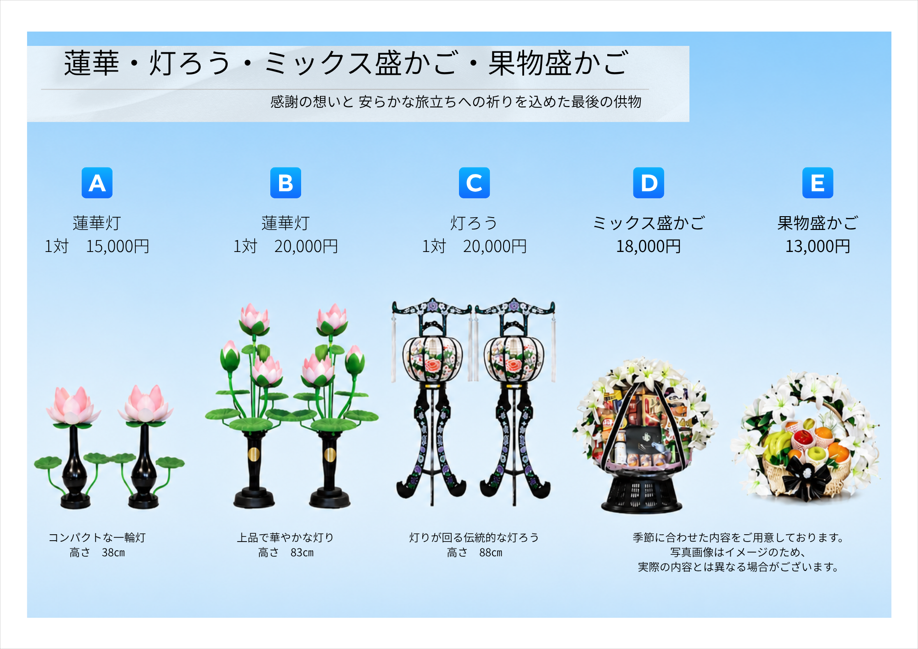 蓮華・灯ろう・ミックス盛かご・果物盛かご
感謝の想いと 安らかな旅立ちへの祈りを込めた最後の供物
A
蓮華灯
1対　15,000円
B
蓮華灯
1対　20,000円
C
灯ろう
1対　20,000円
D
ミックス盛かご
18,000円
E
果物盛かご
13,000円
コンパクトな一輪灯
高さ　38㎝
上品で華やかな灯り
高さ　83㎝
灯りが回る伝統的な灯ろう
高さ　88㎝
季節に合わせた内容をご用意しております。
写真画像はイメージのため、
実際の内容とは異なる場合がございます。